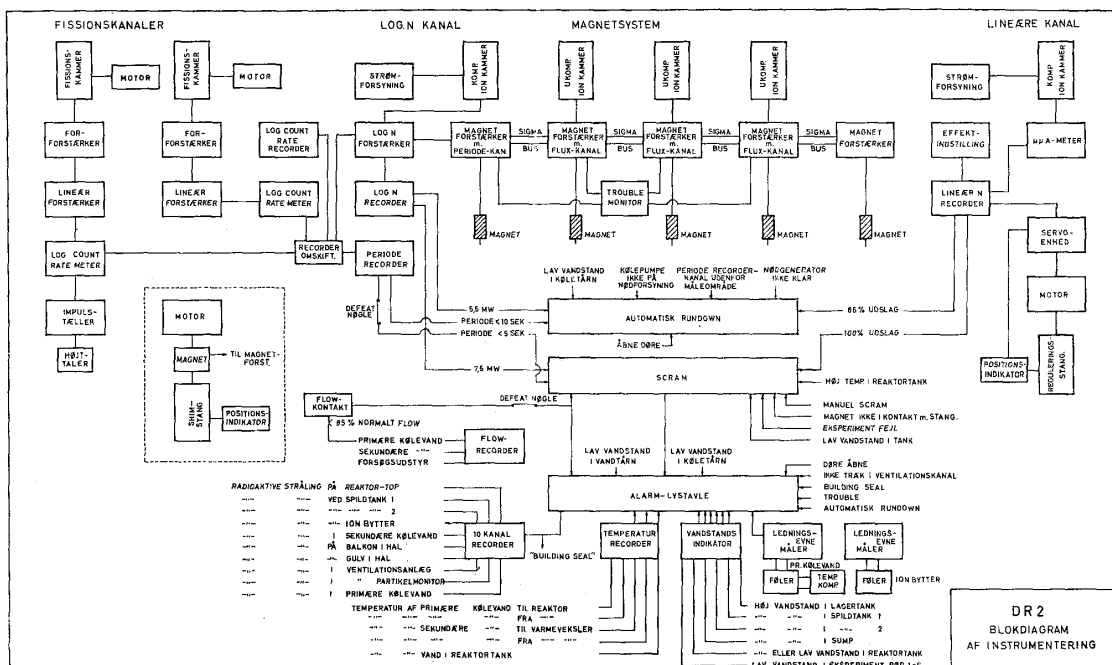 FISSIONSKANALER
LOG.N KANAL
MAGNETSYSTEM
LINEÆRE KANAL
FISSIONS-
KAMMER
MOTOR
FISSIONS-
KAMMER
MOTOR
STRØM-
FORSYNING
KOMP.
ION KAMMER
UKOMP.
ION KAMMER
UKOMP.
ION KAMMER
UKOMP.
ION KAMMER
STRØM-
FORSYNING
KOMP.
ION KAMMER
FOR-
FORSTÆRKER
FOR-
FORSTÆRKER
LOG COUNT
RATE
RECORDER
LOG N
FORSTÆRKER
MAGNET
FORSTÆRKER
m.
PERIODE-KAN.
SIGMA
BUS
MAGNET
FORSTÆRKER
m.
FLUX-KANAL
SIGMA
BUS
MAGNET
FORSTÆRKER
m.
FLUX-KANAL
SIGMA
BUS
MAGNET
FORSTÆRKER
m.
FLUX-KANAL
SIGMA
BUS
MAGNET
FORSTÆRKER
EFFEKT-
INDSTILLING
µµA-METER
LINEÆR
FORSTÆRKER
LINEÆR
FORSTÆRKER
LOG COUNT
RATE METER
LOG N
RECORDER
TROUBLE
MONITOR
LINEÆR N
RECORDER
MAGNET
MAGNET
MAGNET
MAGNET
MAGNET
SERVO-
ENHED
LOG COUNT
RATE METER
RECORDER
OMSKIFT.
PERIODE
RECORDER
LAV VANDSTAND
I KØLETÅRN
KØLEPUMPE
IKKE PÅ
NØDFORSYNING
PERIODE RECORDER-
KANAL UDENFOR
MÅLEOMRÅDE
NØDGENERATOR
IKKE KLAR
MOTOR
IMPULS-
TÆLLER
MOTOR
DEFEAT
NØGLE
5,5 MW
PERIODE <10 SEK
PERIODE <5 SEK
AUTOMATISK RUNDOWN
66% UDSLAG
100% UDSLAG
ÅBNE DØRE
HØJT-
TALER
MAGNET
TIL MAGNET-
FORST.
7,5 MW
SCRAM
HØJ TEMP. I REAKTORTANK
POSITIONS-
INDIKATOR
REGULERINGS-
STANG.
SHIM-
STANG
POSITIONS-
INDIKATOR
FLOW-
KONTAKT
DEFEAT NØGLE
MANUEL SCRAM
MAGNET IKKE I KONTAKT m. STANG.
EKSPERIMENT FEJL
LAV VANDSTAND I TANK
< 85 % NORMALT FLOW
PRIMÆRE KØLEVAND
SEKUNDÆRE -"-
FORSØGSUDSTYR
FLOW-
RECORDER
LAV VANDSTAND
I VANDTÅRN
LAV VANDSTAND
I KØLETÅRN
DØRE ÅBNE
IKKE TRÆK I VENTILATIONSKANAL
BUILDING SEAL
TROUBLE
AUTOMATISK RUNDOWN
ALARM-LYSTAVLE
RADIOAKTIVE STRÅLING PÅ REAKTOR-TOP
-"- -"- VED SPILDTANK 1
-"- -"- -"- -"- 2
-"- -"- -"- ION BYTTER
-"- -"- I SEKUNDÆRE KØLEVAND
-"- -"- PÅ BALKON I HAL
-"- -"- -"- GULV I HAL
-"- -"- I VENTILATIONSANLÆG
-"- -"- I " PARTIKELMONITOR
-"- -"- I PRIMÆRE KØLEVAND
10 KANAL
RECORDER
"BUILDING SEAL"
TEMPERATUR
RECORDER
VANDSTANDS
INDIKATOR
LEDNINGS-
EVNE
MÅLER
LEDNINGS-
EVNE
MÅLER
PR. KØLEVAND
FØLER
TEMP.
KOMP.
FØLER
ION BYTTER
TEMPERATUR AF PRIMÆRE KØLEVAND TIL REAKTOR
-"- -"- -"- -"- FRA -"-
-"- -"- SEKUNDÆRE -"- TIL VARMEVEKSLER
-"- -"- -"- -"- FRA -"- -"-
-"- -"- VAND I REAKTORTANK
HØJ VANDSTAND I LAGERTANK
-"- -"- I SPILDTANK 1
-"- -"- I -"- 2
-"- -"- I SUMP
-"- ELLER LAV VANDSTAND I REAKTORTANK
LAV VANDSTAND I EKSPERIMENT RØR
DR 2
BLOKDIAGRAM
AF INSTRUMENTERING